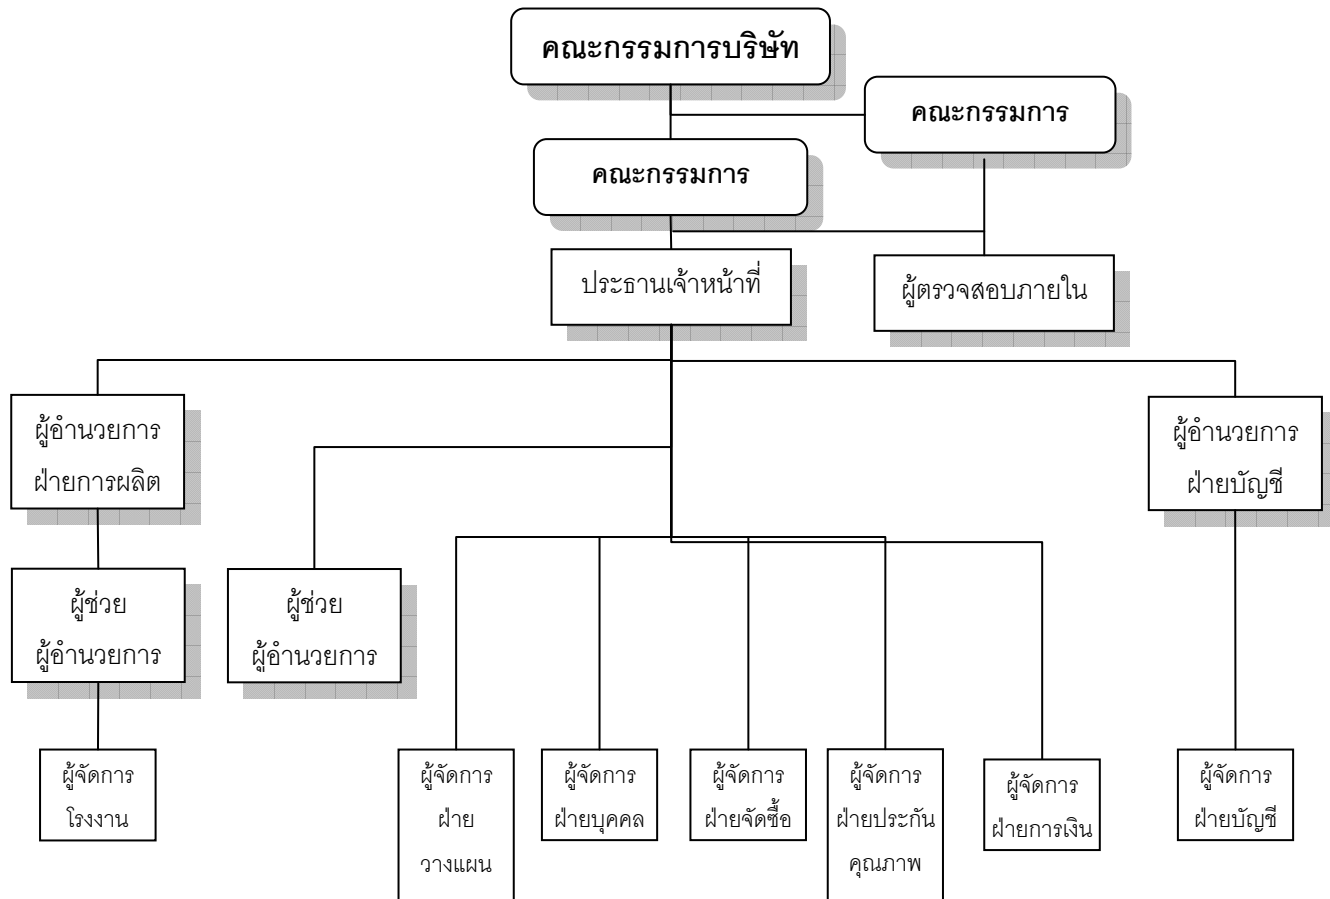 คณะกรรมการบริษัท
คณะกรรมการ
คณะกรรมการ
ประธานเจ้าหน้าที่
ผู้ตรวจสอบภายใน
ผู้อำนวยการ
ฝ่ายการผลิต
ผู้อำนวยการ
ฝ่ายบัญชี
ผู้ช่วย
ผู้อำนวยการ
ผู้ช่วย
ผู้อำนวยการ
ผู้จัดการ
โรงงาน
ผู้จัดการ
ฝ่าย
วางแผน
ผู้จัดการ
ฝ่ายบุคคล
ผู้จัดการ
ฝ่ายจัดซื้อ
ผู้จัดการ
ฝ่ายประกัน
คุณภาพ
ผู้จัดการ
ฝ่ายการเงิน
ผู้จัดการ
ฝ่ายบัญชี